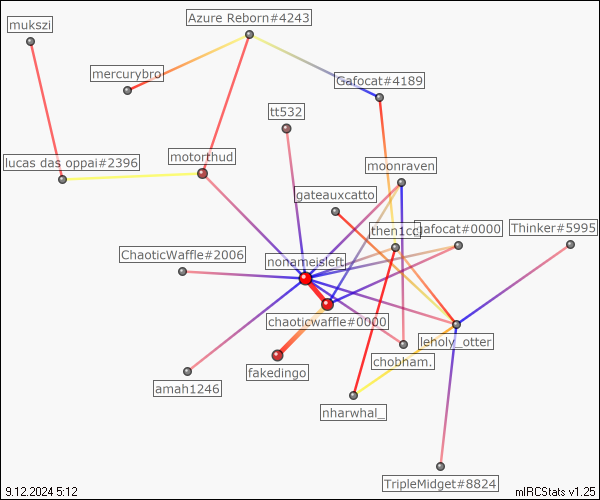 Azure Reborn#4243
mukszi
mercurybro
Gafocat#4189
tt532
lucas das oppai#2396
motorthud
moonraven
gateauxcatto
then1ccl
gafocat#0000
Thinker#5995
ChaoticWaffle#2006
nonameisleft
chaoticwaffle#0000
leholy_otter
chobham.
fakedingo
amah1246
nharwhal_
TripleMidget#8824
9.12.2024 5:12
mIRCStats v1.25